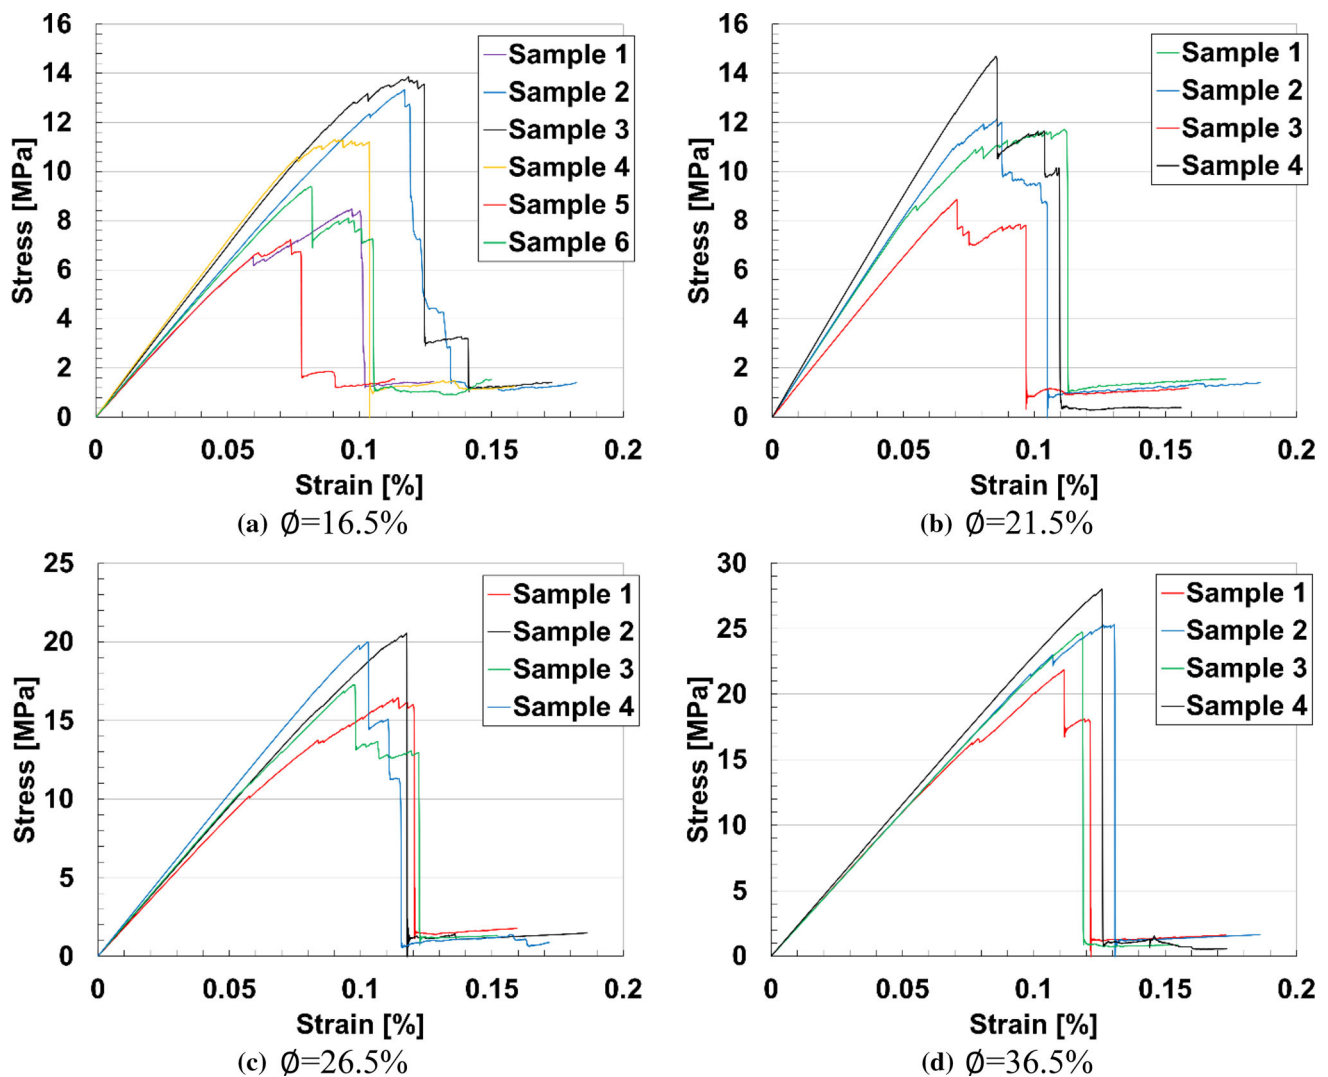 16
14
12
10
8
6
4
2
0
Stress [MPa]
Sample 1
Sample 2
Sample 3
Sample 4
Sample 5
Sample 6
0 0.05 0.1 0.15 0.2
Strain [%]
(a) ∅=16.5%
16
14
12
10
8
6
4
2
0
Stress [MPa]
Sample 1
Sample 2
Sample 3
Sample 4
0 0.05 0.1 0.15 0.2
Strain [%]
(b) ∅=21.5%
25
20
15
10
5
0
Stress [MPa]
Sample 1
Sample 2
Sample 3
Sample 4
0 0.05 0.1 0.15 0.2
Strain [%]
(c) ∅=26.5%
30
25
20
15
10
5
0
Stress [MPa]
Sample 1
Sample 2
Sample 3
Sample 4
0 0.05 0.1 0.15 0.2
Strain [%]
(d) ∅=36.5%